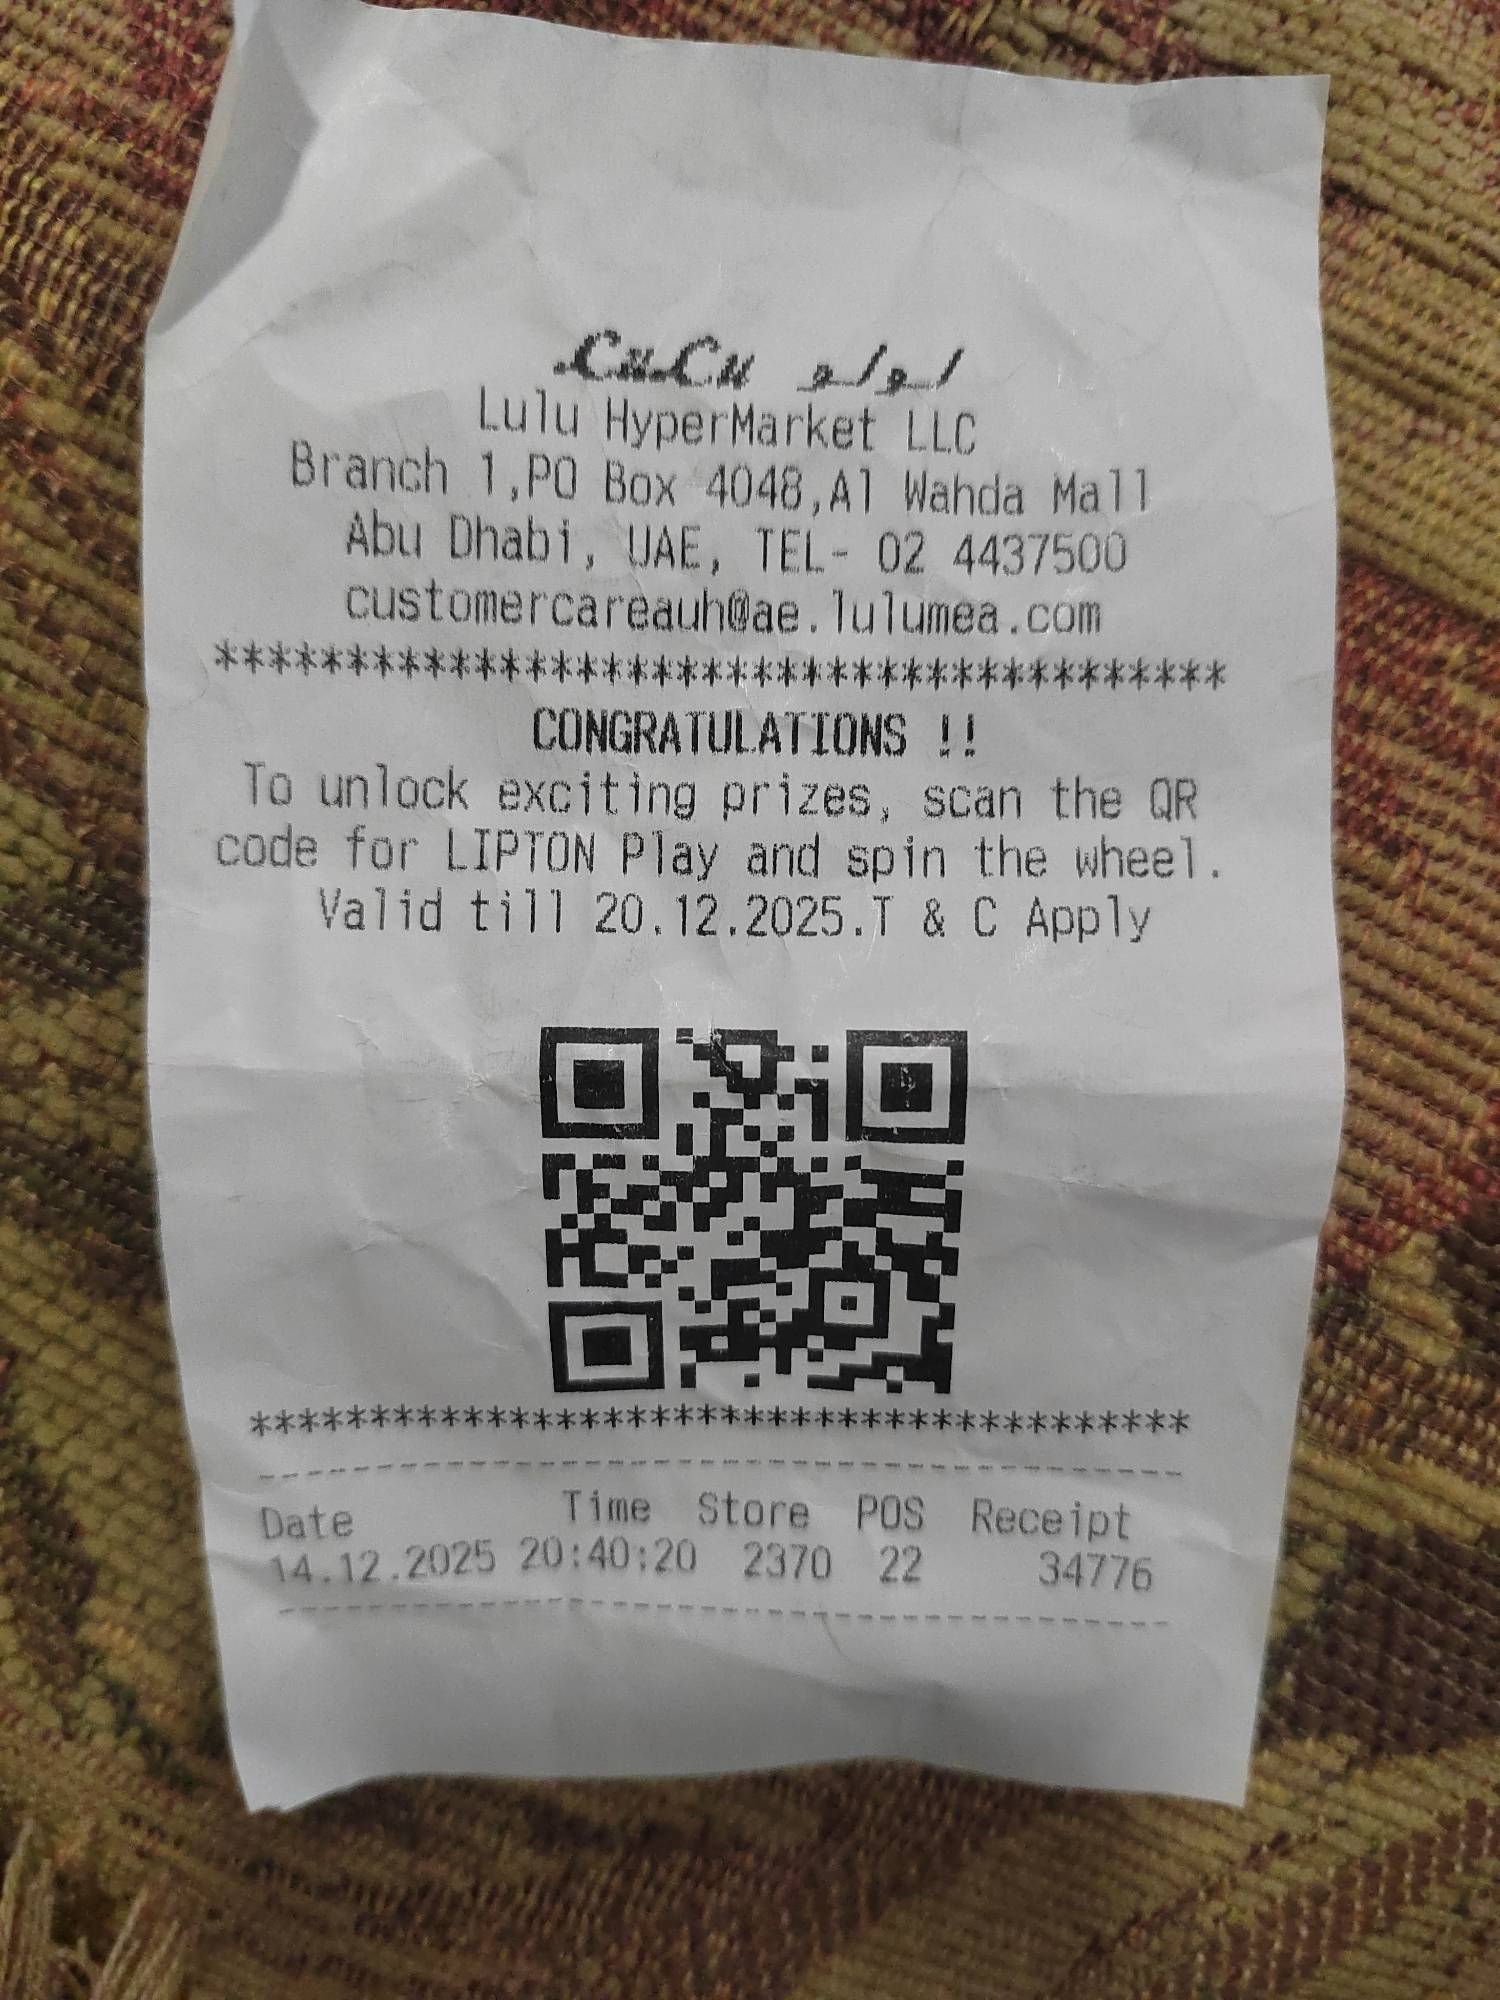 LuLu لولو
Lulu HyperMarket LLC
Branch 1,PO Box 4048,Al Wahda Mall
Abu Dhabi, UAE, TEL- 02 4437500
customercareauh@ae.lulumea.com
****************************************
CONGRATULATIONS !!
To unlock exciting prizes, scan the QR
code for LIPTON Play and spin the wheel.
Valid till 20.12.2025.T & C Apply
****************************************
----------------------------------------
Date Time Store POS Receipt
14.12.2025 20:40:20 2370 22 34776
----------------------------------------